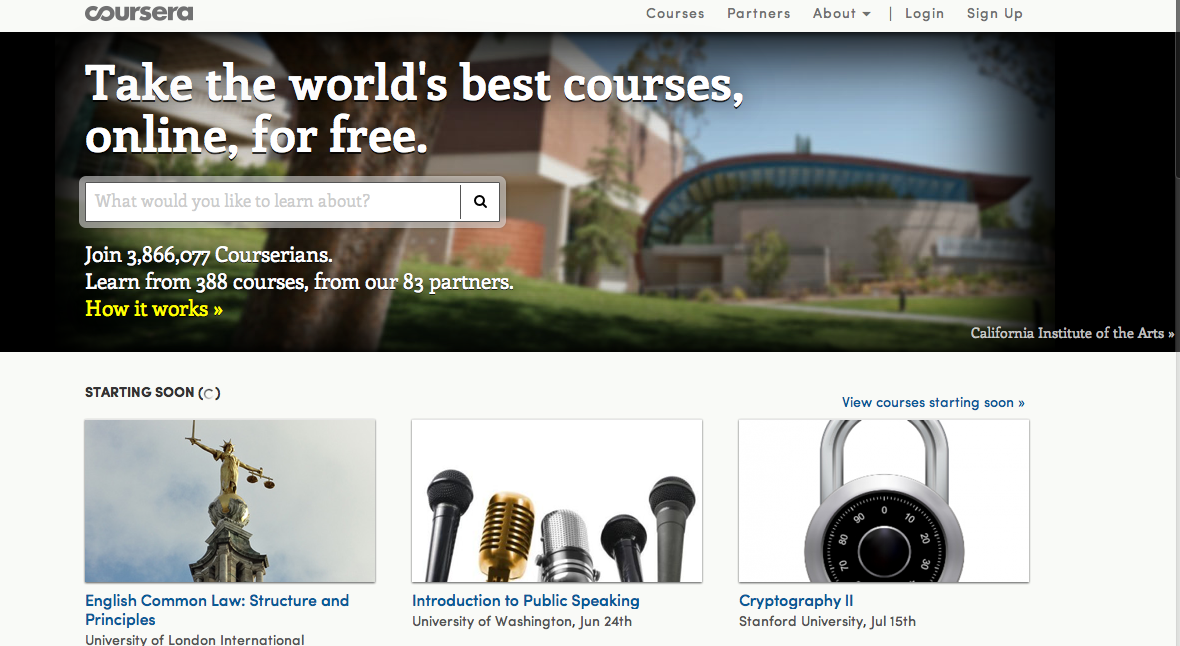 coursera
Courses Partners About | Login Sign Up
Take the world's best courses,
online, for free.
What would you like to learn about?
Join 3,866,077 Courserians.
Learn from 388 courses, from our 83 partners.
How it works »
California Institute of the Arts »
STARTING SOON ( )
View courses starting soon »
90 0 10
80 20
70 30
English Common Law: Structure and
Principles
University of London International
Introduction to Public Speaking
University of Washington, Jun 24th
Cryptography II
Stanford University, Jul 15th